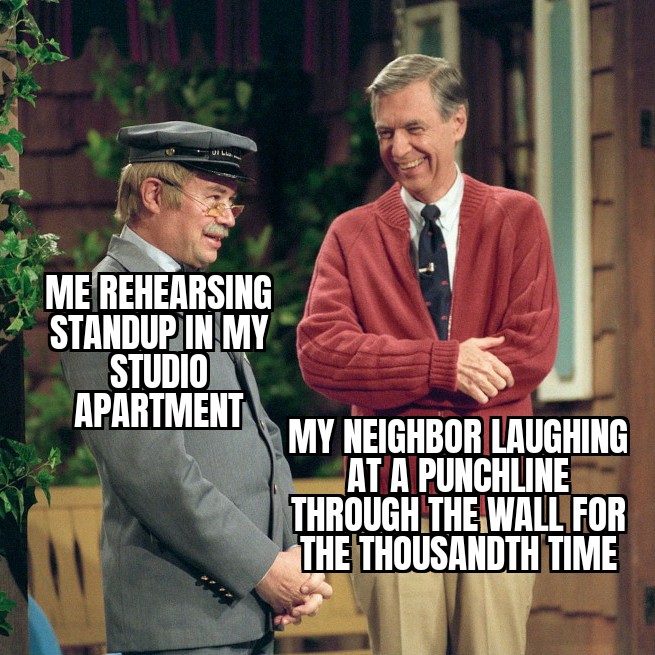 ME REHEARSING
STANDUP IN MY
STUDIO
APARTMENT
MY NEIGHBOR LAUGHING
AT A PUNCHLINE
THROUGH THE WALL FOR
THE THOUSANDTH TIME